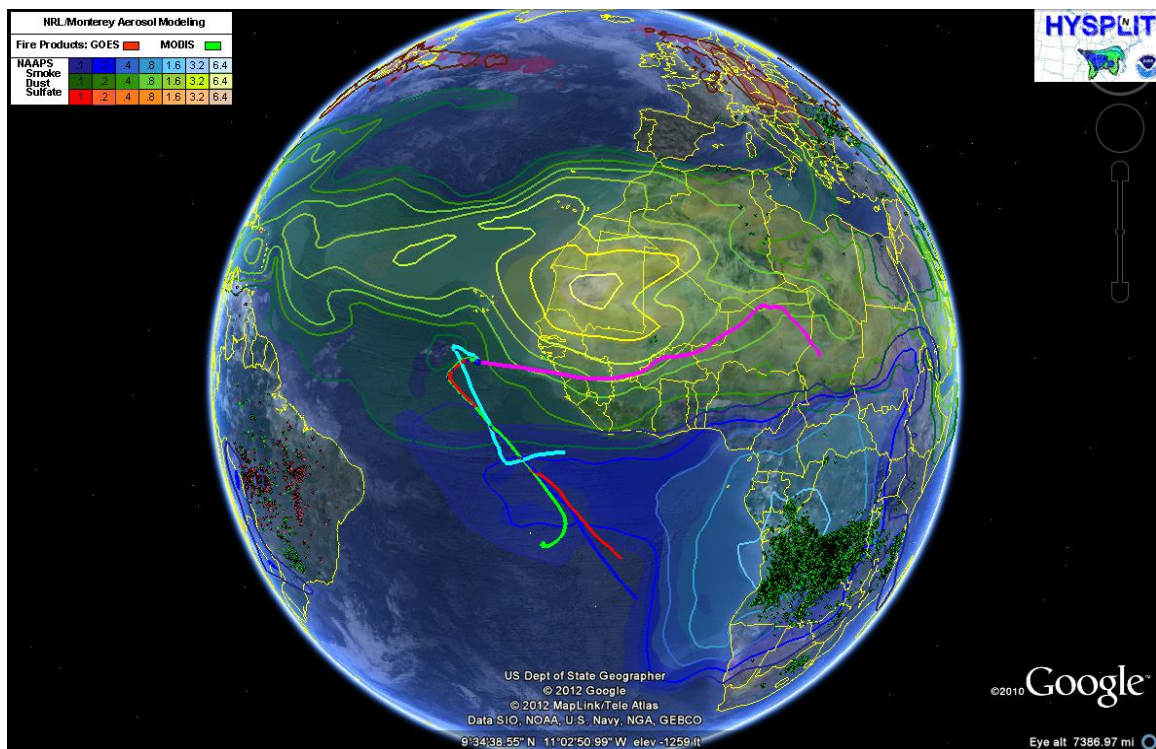 NRL/Monterey Aerosol Modeling
Fire Products: GOES MODIS
NAAPS
Smoke .1 .2 .4 .8 1.6 3.2 6.4
Dust .1 .2 .4 .8 1.6 3.2 6.4
Sulfate .1 .2 .4 .8 1.6 3.2 6.4
HYSPLIT
N
NOAA
US Dept of State Geographer
© 2012 Google
© 2012 MapLink/Tele Atlas
Data SIO, NOAA, U.S. Navy, NGA, GEBCO
9°34'38.55" N 11°02'50.99" W elev -1259 ft
©2010 Google™
Eye alt 7386.97 mi